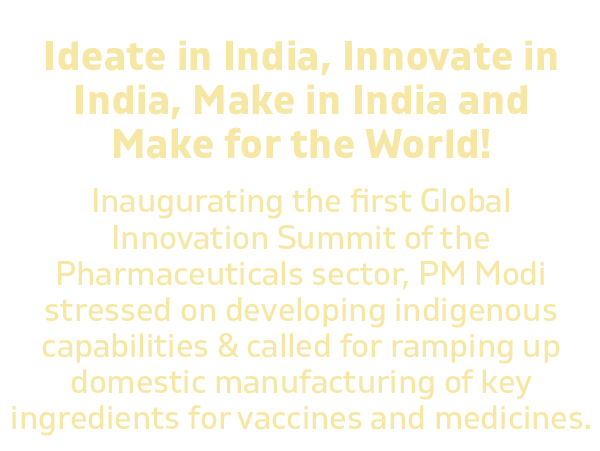 Ideate in India, Innovate in
India, Make in India and
Make for the World!
Inaugurating the first Global
Innovation Summit of the
Pharmaceuticals sector, PM Modi
stressed on developing indigenous
capabilities & called for ramping up
domestic manufacturing of key
ingredients for vaccines and medicines.